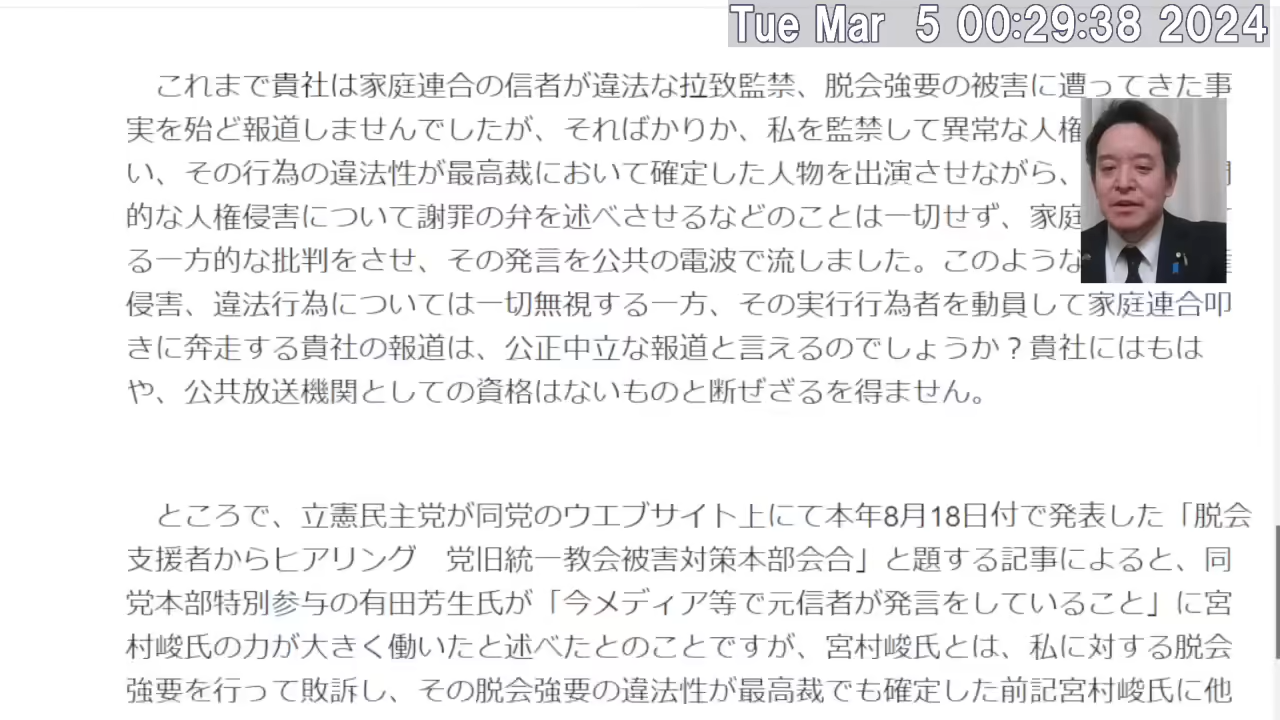 Tue Mar 5 00:29:38 2024
これまで貴社は家庭連合の信者が違法な拉致監禁、脱会強要の被害に遭ってきた事
実を殆ど報道しませんでしたが、そればかりか、私を監禁して異常な人権
い、その行為の違法性が最高裁において確定した人物を出演させながら、
的な人権侵害について謝罪の弁を述べさせるなどのことは一切せず、家庭
る一方的な批判をさせ、その発言を公共の電波で流しました。このような
侵害、違法行為については一切無視する一方、その実行行為者を動員して家庭連合叩
きに奔走する貴社の報道は、公正中立な報道と言えるのでしょうか？貴社にはもは
や、公共放送機関としての資格はないものと断ぜざるを得ません。
ところで、立憲民主党が同党のウエブサイト上にて本年8月18日付で発表した「脱会
支援者からヒアリング　党旧統一教会被害対策本部会合」と題する記事によると、同
党本部特別参与の有田芳生氏が「今メディア等で元信者が発言をしていること」に宮
村峻氏の力が大きく働いたと述べたとのことですが、宮村峻氏とは、私に対する脱会
強要を行って敗訴し、その脱会強要の違法性が最高裁でも確定した前記宮村峻氏に他